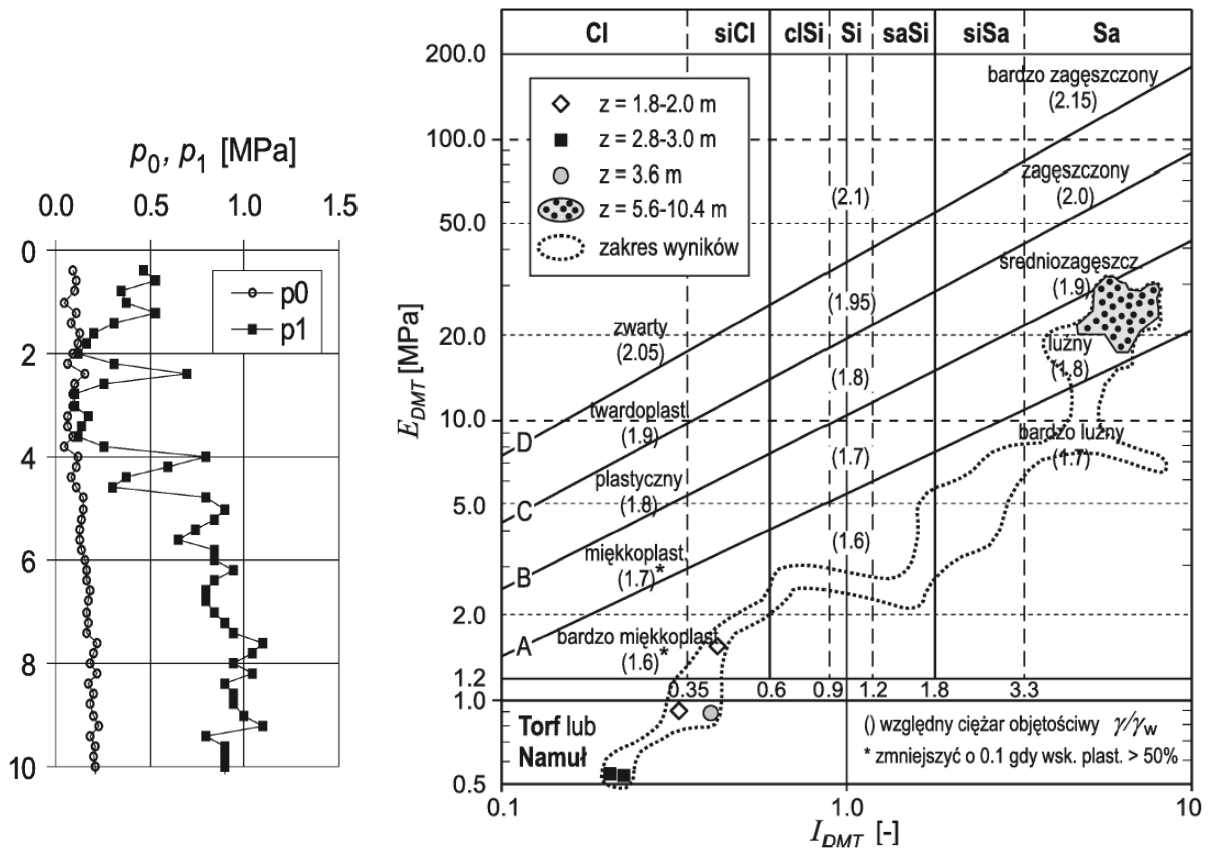 p0, p1 [MPa]
0.0 0.5 1.0 1.5
0
2
4
6
8
10
p0
p1
Cl siCl clSi Si saSi siSa Sa
EDMT [MPa]
200.0
100.0
50.0
20.0
10.0
5.0
2.0
1.2
1.0
0.5
z = 1.8-2.0 m
z = 2.8-3.0 m
z = 3.6 m
z = 5.6-10.4 m
zakres wyników
bardzo zagęszczony
(2.15)
zagęszczony
(2.0)
(2.1)
średniozagęszcz.
(1.9)
(1.95)
zwarty
(2.05)
luźny
(1.8)
(1.8)
twardoplast
(1.9)
D
bardzo luźny
(1.7)
(1.7)
plastyczny
(1.8)
C
(1.6)
miękkoplast
(1.7)*
B
bardzo miękkoplast
(1.6)*
A
0.35 0.6 0.9 1.2 1.8 3.3
Torf lub
Namuł
() względny ciężar objętościowy γ/γw
* zmniejszyć o 0.1 gdy wsk. plast. > 50%
0.1 1.0 10
IDMT [-]